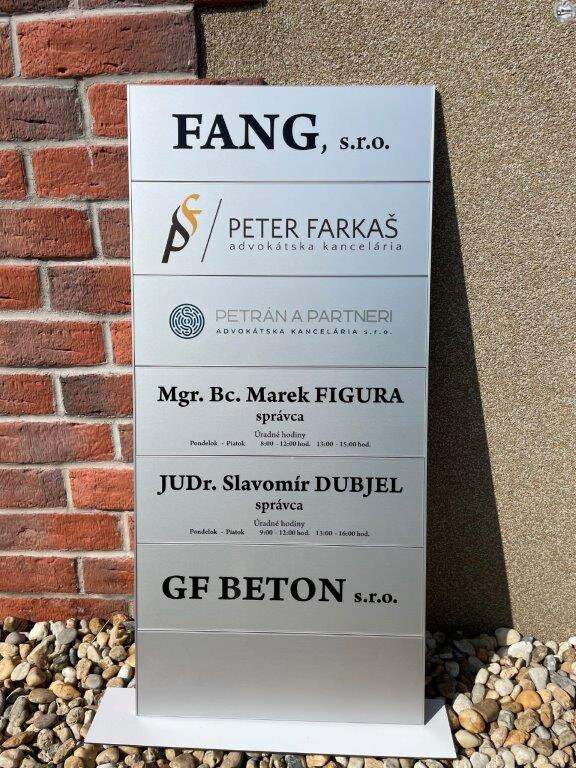 FANG, s.r.o.
PETER FARKAŠ
advokátska kancelária
PETRÁN A PARTNERI
ADVOKÁTSKA KANCELÁRIA s.r.o.
Mgr. Bc. Marek FIGURA
správca
Úradné hodiny
Pondelok - Piatok 8:00 - 12:00 hod. 13:00 - 15:00 hod.
JUDr. Slavomír DUBJEL
správca
Úradné hodiny
Pondelok - Piatok 9:00 - 12:00 hod. 13:00 - 16:00 hod.
GF BETON s.r.o.